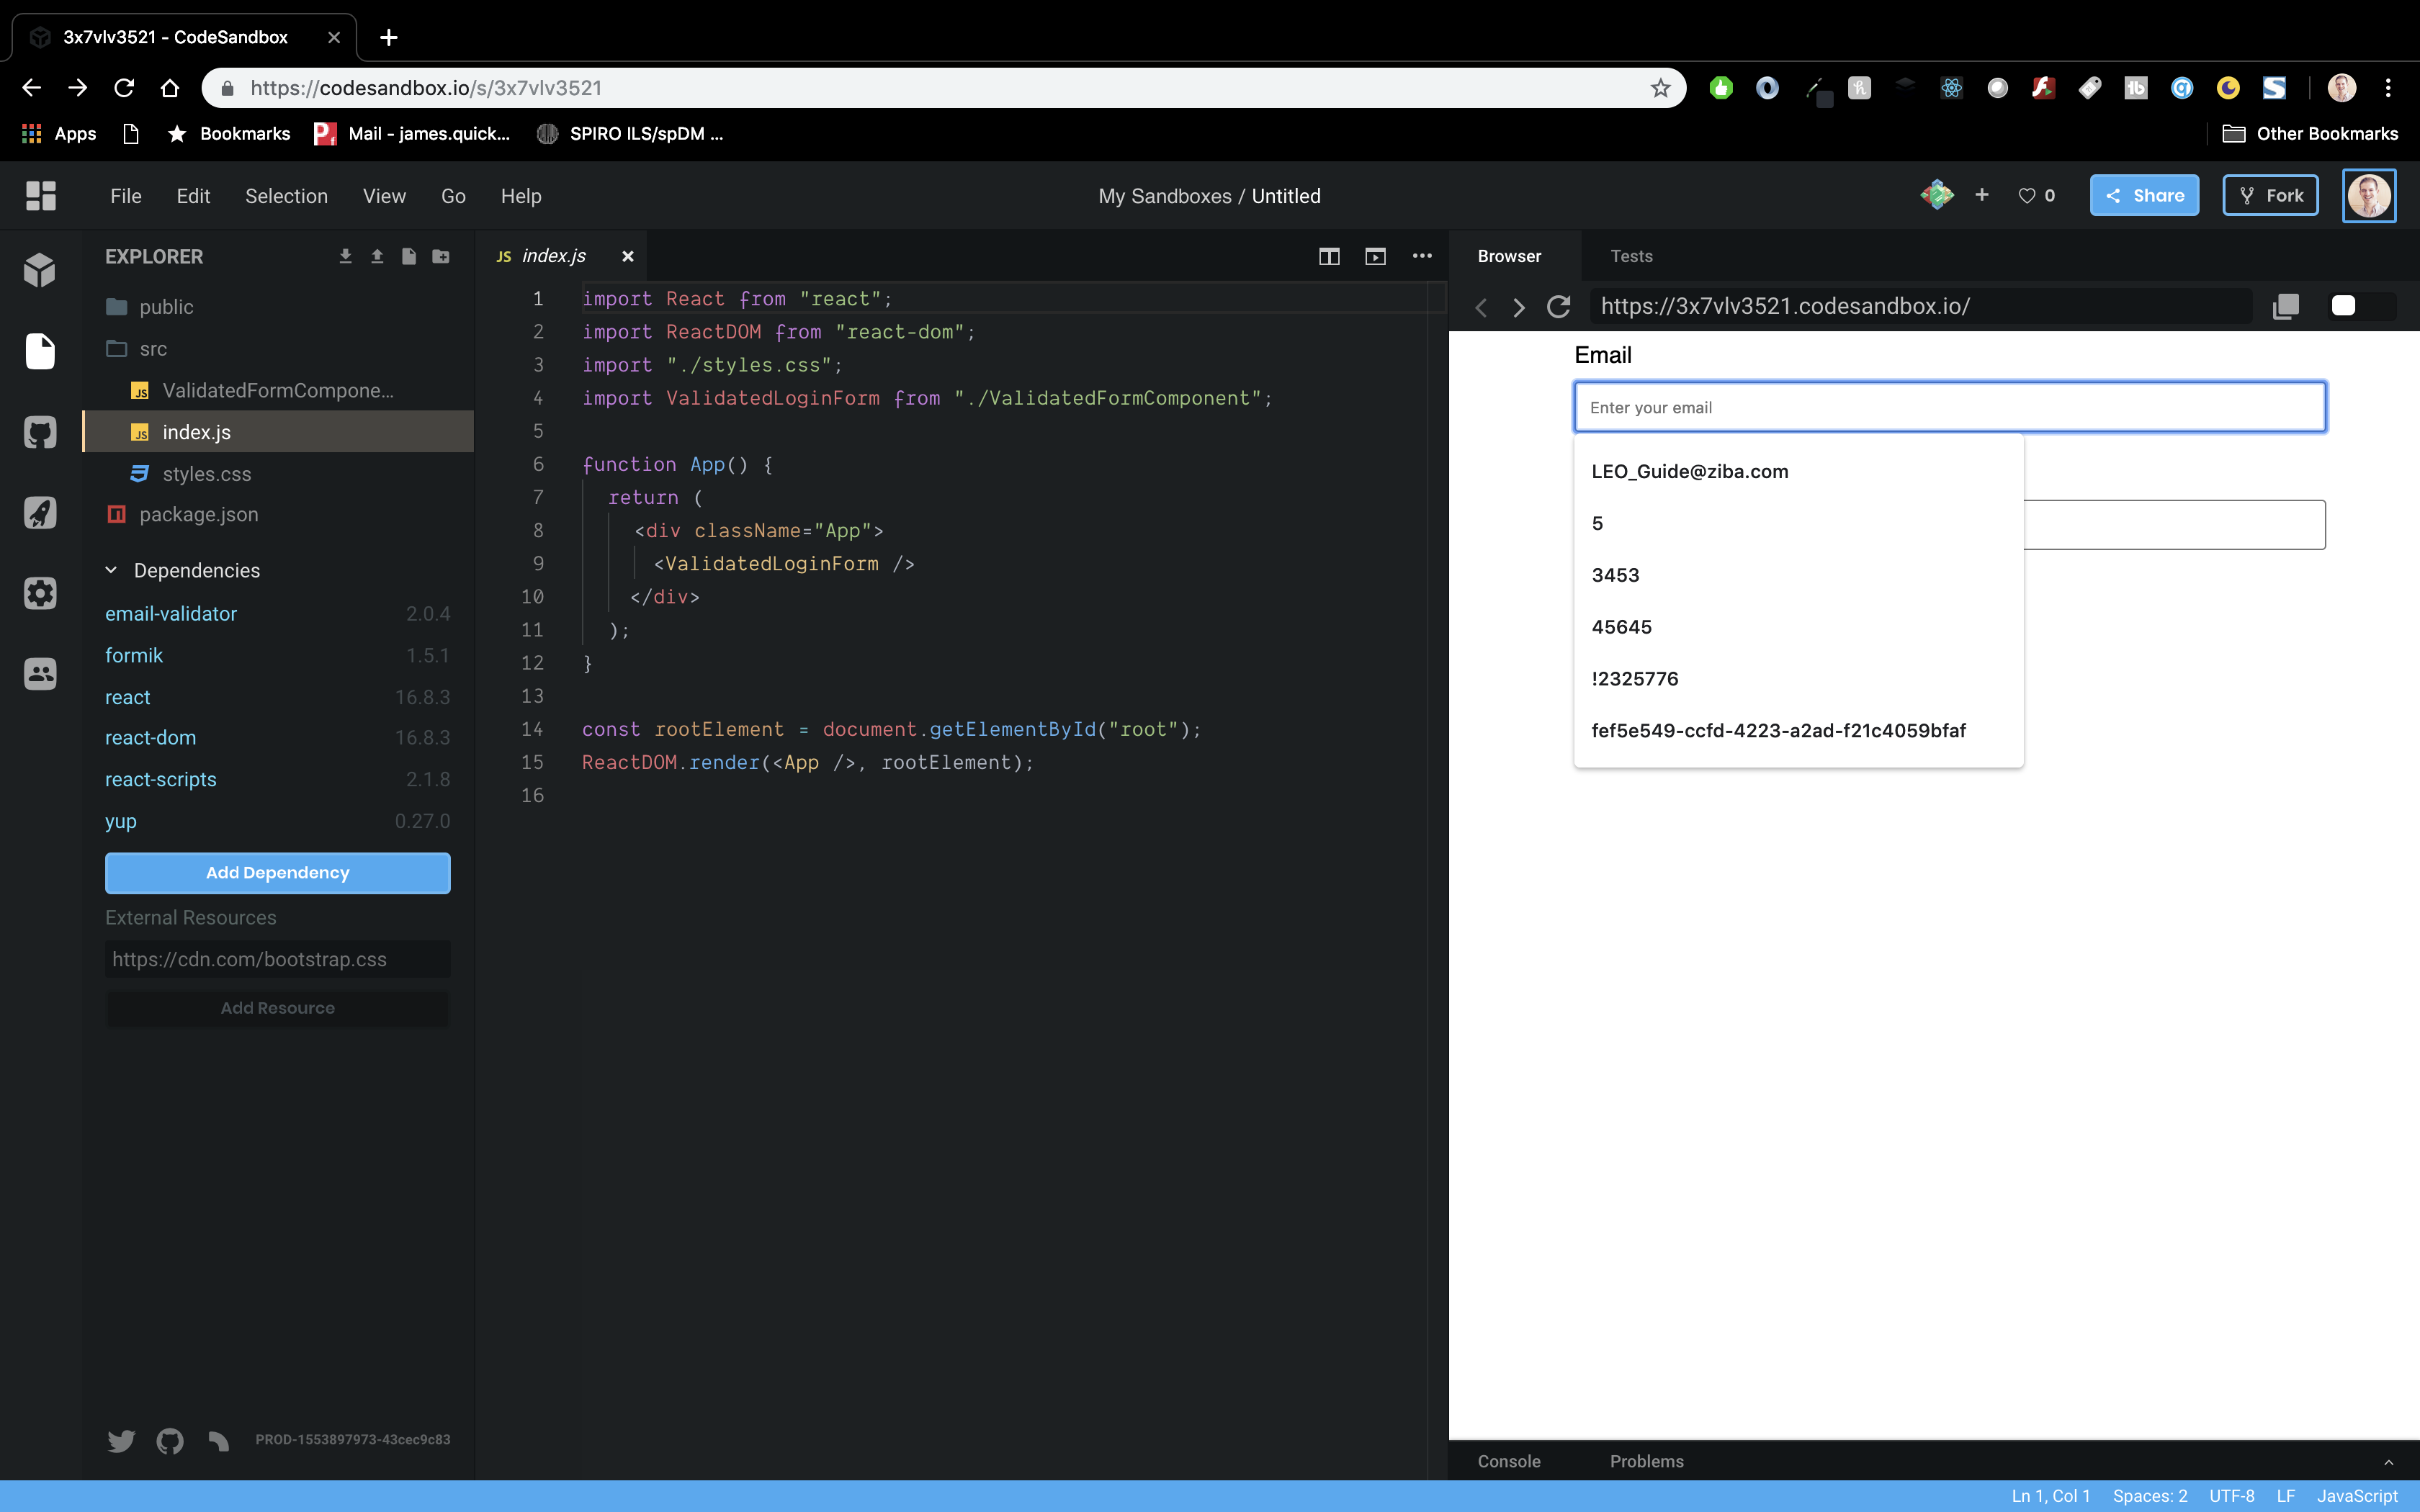 3x7vlv3521 - CodeSandbox
https://codesandbox.io/s/3x7vlv3521
Apps
Bookmarks
Mail - james.quick...
SPIRO ILS/spDM ...
Other Bookmarks
File Edit Selection View Go Help
My Sandboxes / Untitled
0
Share
Fork
EXPLORER
public
src
JS ValidatedFormCompone...
JS index.js
styles.css
package.json
Dependencies
email-validator 2.0.4
formik 1.5.1
react 16.8.3
react-dom 16.8.3
react-scripts 2.1.8
yup 0.27.0
Add Dependency
External Resources
https://cdn.com/bootstrap.css
Add Resource
PROD-1553897973-43cec9c83
JS index.js
1 import React from "react";
2 import ReactDOM from "react-dom";
3 import "./styles.css";
4 import ValidatedLoginForm from "./ValidatedFormComponent";
5
6 function App() {
7 return (
8 <div className="App">
9 <ValidatedLoginForm />
10 </div>
11 );
12 }
13
14 const rootElement = document.getElementById("root");
15 ReactDOM.render(<App />, rootElement);
16
Browser Tests
https://3x7vlv3521.codesandbox.io/
Email
Enter your email
LEO_Guide@ziba.com
5
3453
45645
!2325776
fef5e549-ccfd-4223-a2ad-f21c4059bfaf
Console Problems
Ln 1, Col 1 Spaces: 2 UTF-8 LF JavaScript